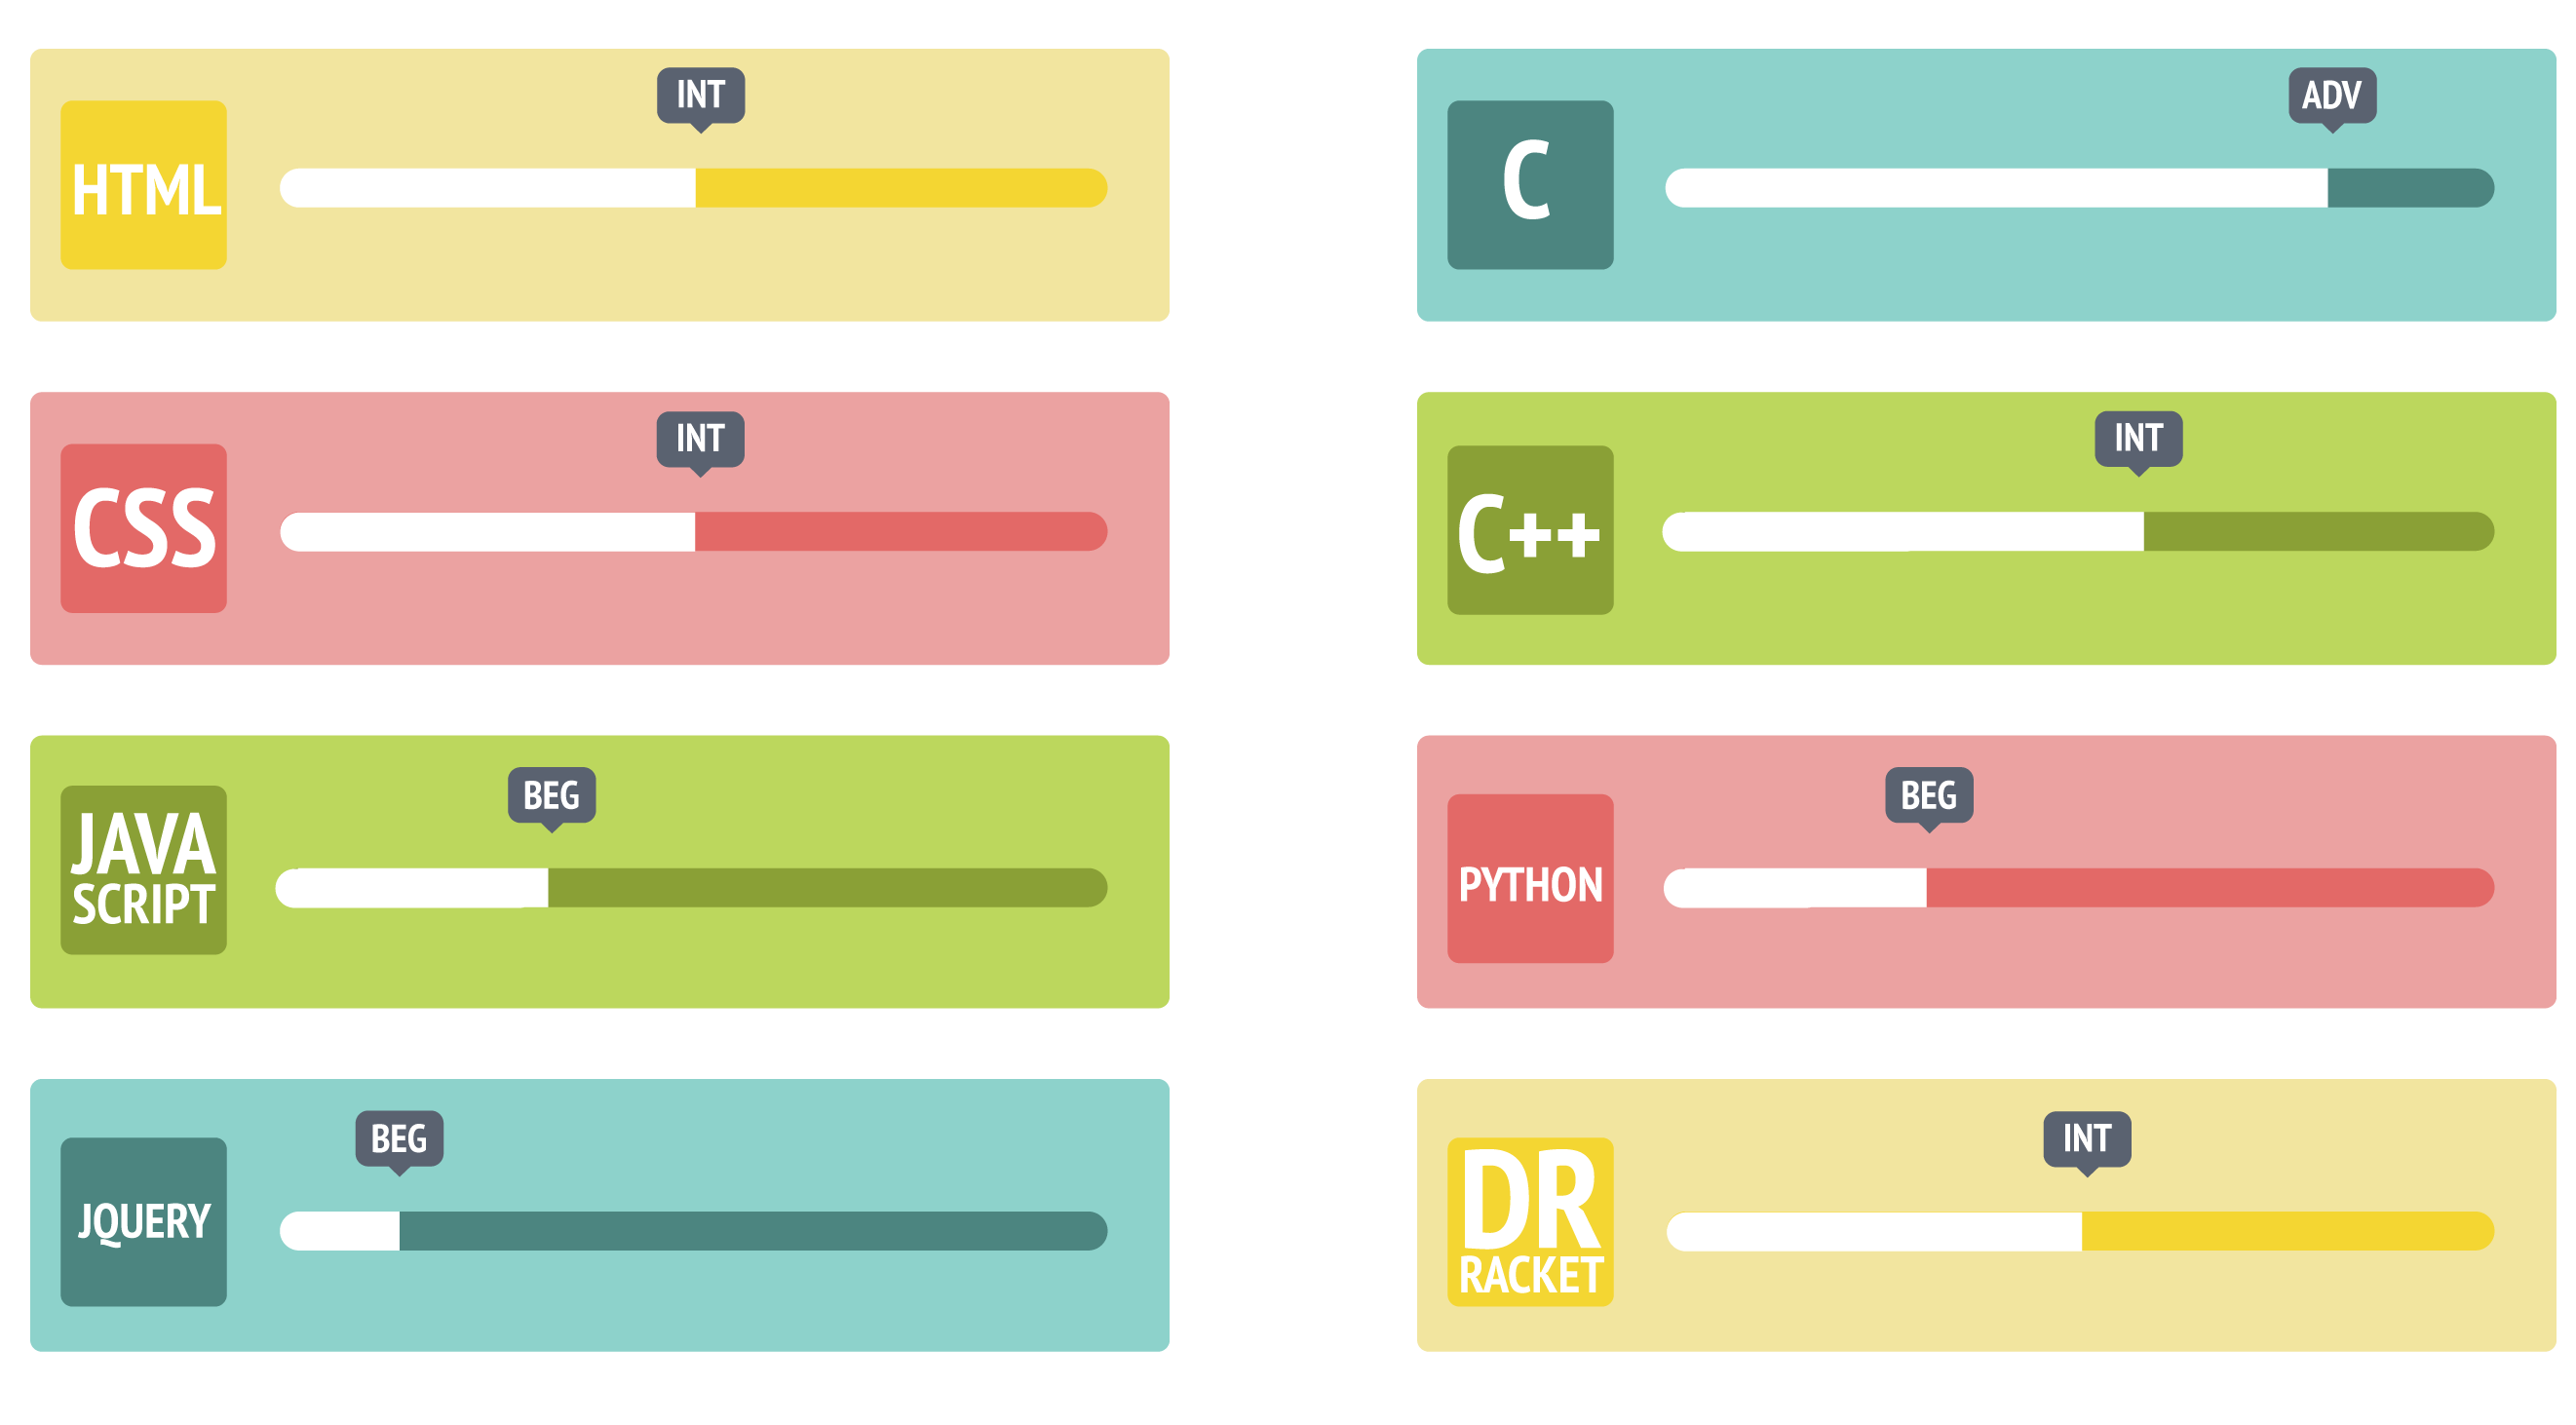 INT
HTML
ADV
C
INT
CSS
INT
C++
BEG
JAVA
SCRIPT
BEG
PYTHON
BEG
JQUERY
INT
DR
RACKET